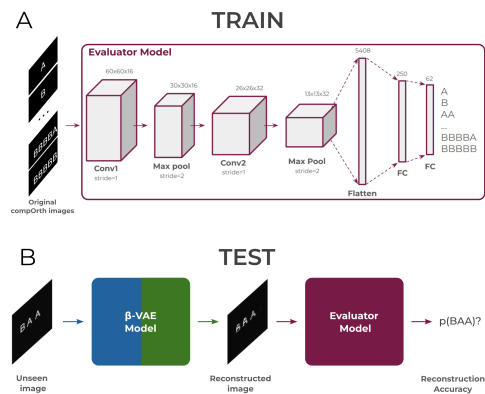 A
TRAIN
Evaluator Model
A
B
...
BBBBA
BBBBB
Original
compOrth images
60x60x16
Conv1
stride=1
30x30x16
Max pool
stride=2
26x26x32
Conv2
stride=1
13x13x32
Max Pool
stride=2
5408
Flatten
250
FC
62
FC
A
B
AA
...
BBBBA
BBBBB
B
TEST
BAA
Unseen
image
β-VAE
Model
BAA
Reconstructed
image
Evaluator
Model
p(BAA)?
Reconstruction
Accuracy